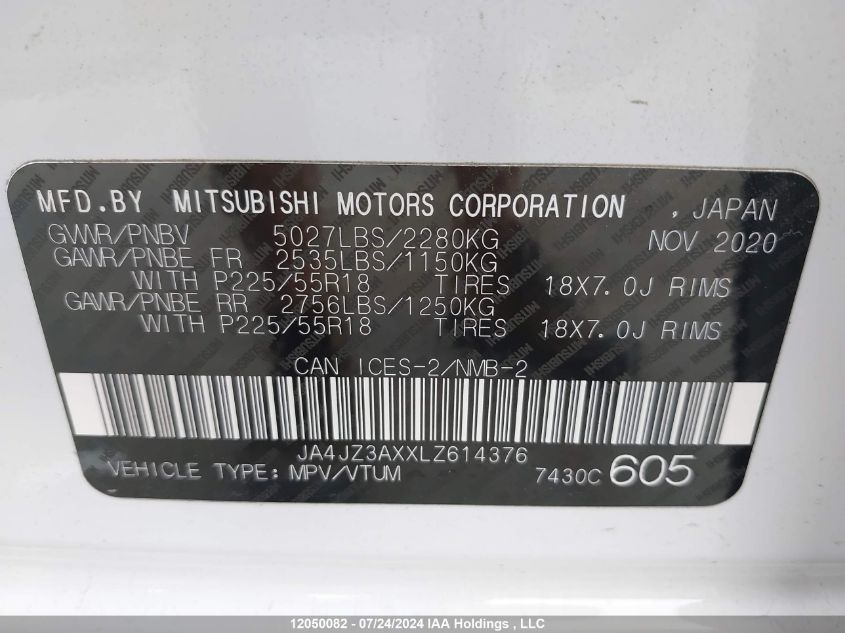 MFD.BY MITSUBISHI MOTORS CORPORATION , JAPAN
GVWR/PNBV 5027LBS/2280KG NOV 2020
GAWR/PNBE FR 2535LBS/1150KG
WITH P225/55R18 TIRES 18X7.0J RIMS
GAWR/PNBE RR 2756LBS/1250KG
WITH P225/55R18 TIRES 18X7.0J RIMS
CAN ICES-2/NMB-2
JA4JZ3AXXLZ614376
VEHICLE TYPE: MPV/VTUM 7430C 605
12050082 - 07/24/2024 IAA Holdings , LLC